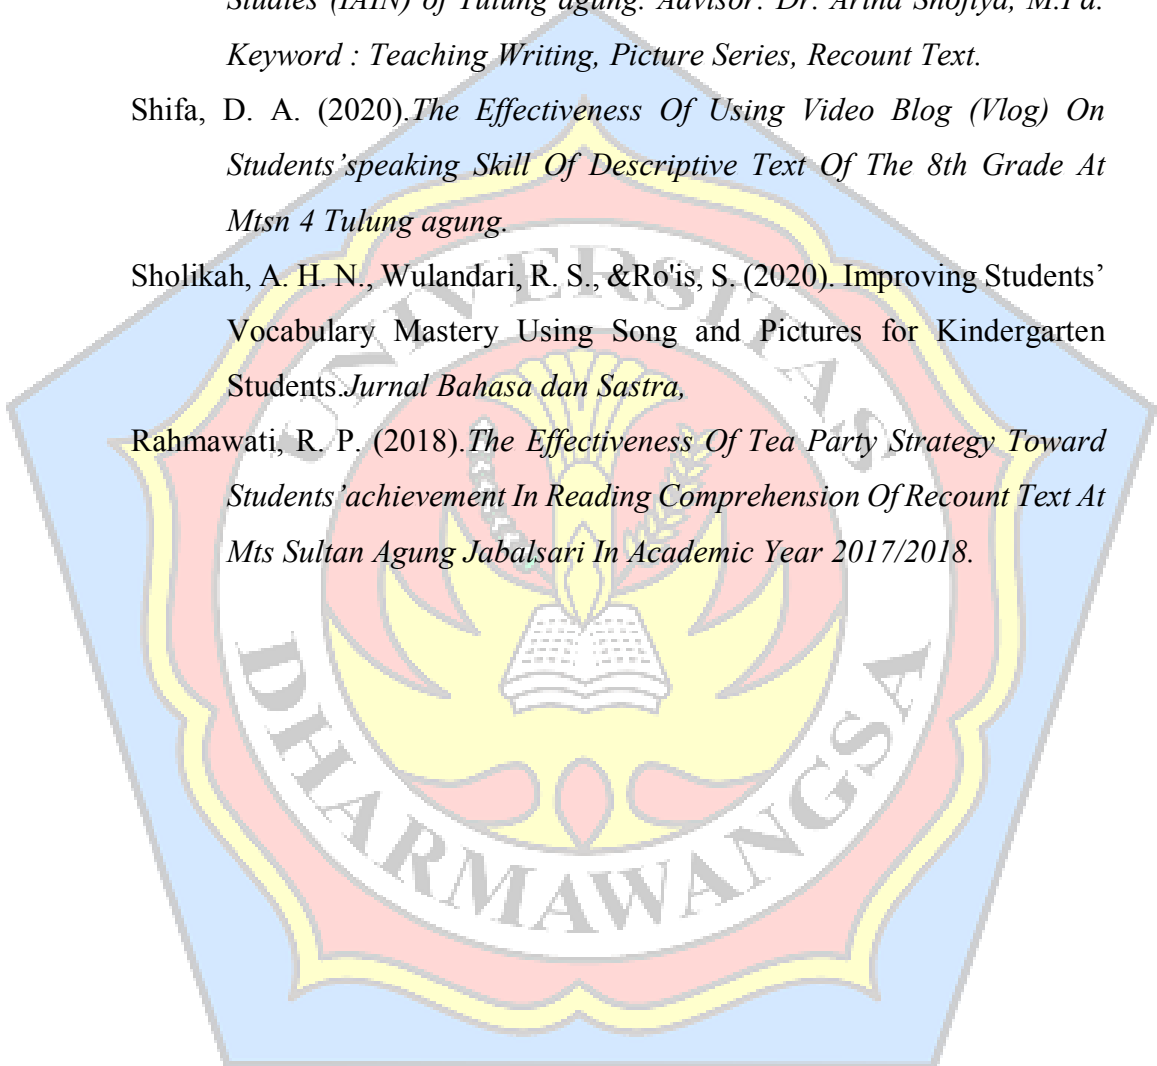 Studies (IAIN) of Tulung agung. Advisor: Dr. Arina Shofiya, M.Pd.
Keyword : Teaching Writing, Picture Series, Recount Text.
Shifa, D. A. (2020).The Effectiveness Of Using Video Blog (Vlog) On
Students’speaking Skill Of Descriptive Text Of The 8th Grade At
Mtsn 4 Tulung agung.
Sholikah, A. H. N., Wulandari, R. S., &Ro'is, S. (2020). Improving Students’
Vocabulary Mastery Using Song and Pictures for Kindergarten
Students.Jurnal Bahasa dan Sastra,
Rahmawati, R. P. (2018).The Effectiveness Of Tea Party Strategy Toward
Students’achievement In Reading Comprehension Of Recount Text At
Mts Sultan Agung Jabalsari In Academic Year 2017/2018.
UNIVERSITAS
DHARMAWANGSA